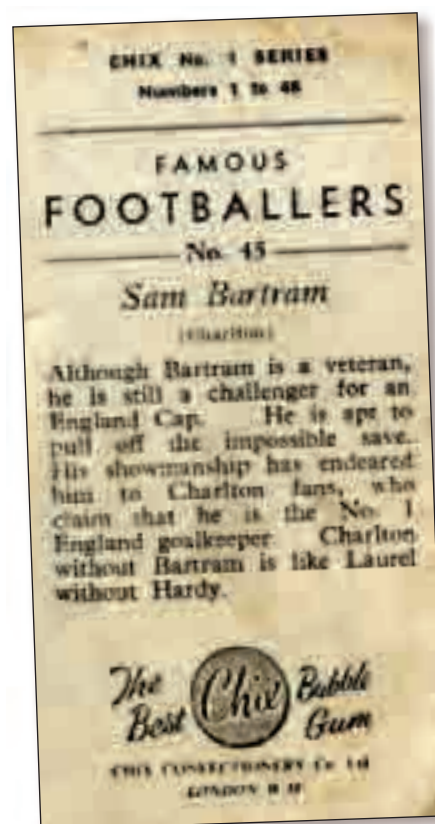 CHIX No. 1 SERIES
Numbers 1 to 48
FAMOUS
FOOTBALLERS
No. 45
Sam Bartram
(Charlton)
Although Bartram is a veteran,
he is still a challenger for an
England Cap. He is apt to
pull off the impossible save.
His showmanship has endeared
him to Charlton fans, who
claim that he is the No. 1
England goalkeeper. Charlton
without Bartram is like Laurel
without Hardy.
The Best Chix Bubble Gum
CHIX CONFECTIONERY Co. Ltd
LONDON W